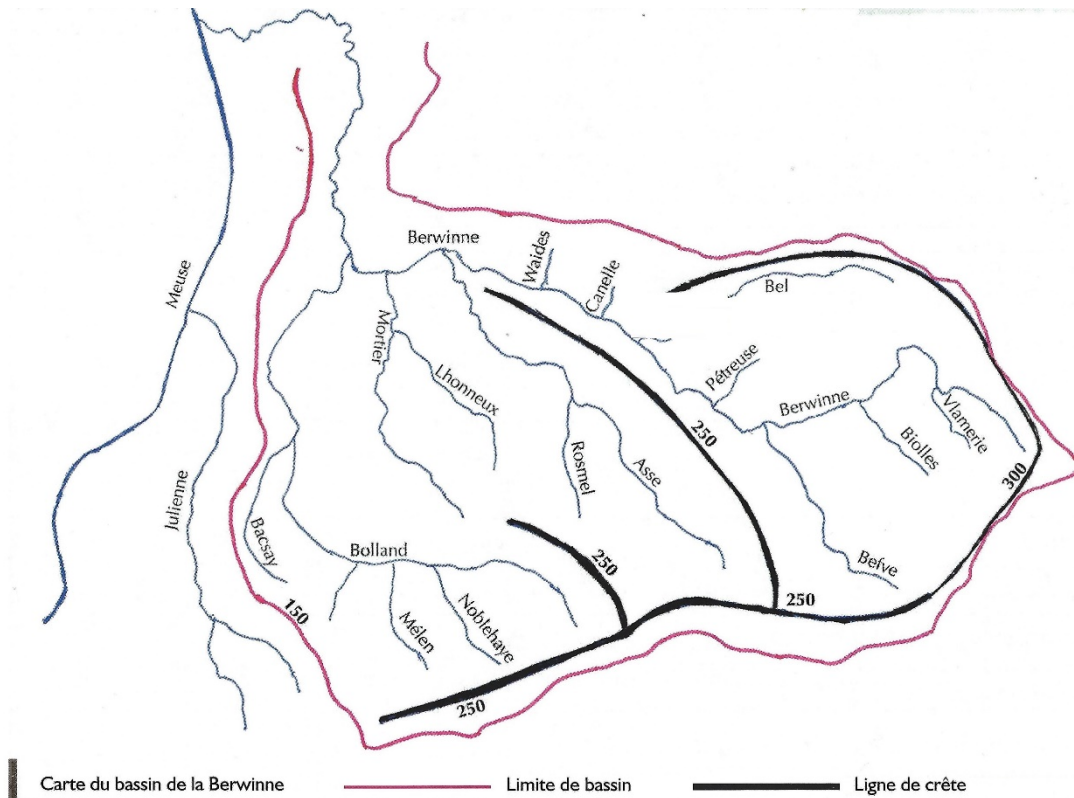 Berwinne
Waides
Canelle
Bel
Meuse
Mortier
Lhonneux
Pétreuse
Berwinne
Vlamerie
Biolles
250
Rosmel
Asse
300
Julienne
Bacsay
Bolland
250
Befve
250
150
Mélen
Noblehaye
250
Carte du bassin de la Berwinne
Limite de bassin
Ligne de crête